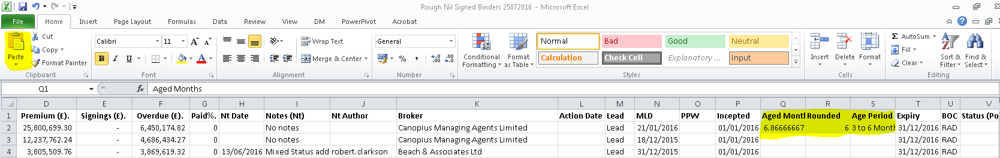 Rough Nil Signed Binders 25072016 - Microsoft Excel
File Home Insert Page Layout Formulas Data Review View DM PowerPivot Acrobat
Paste
Cut
Copy
Format Painter
Clipboard
Calibri 11
B I U
Font
Wrap Text
Merge & Center
Alignment
General
% ,
Number
Conditional Formatting
Format as Table
Normal Bad Good Neutral
Calculation Check Cell Explanatory ... Input
Styles
Insert Delete Format
Cells
Σ AutoSum
Fill
Clear
Sort & Filter
Find & Select
Editing
Q1 fx Aged Months
D E F G H I J K L M N O P Q R S T U V
1 Premium (£). Signings (£). Overdue (£). Paid%. Nt Date Notes (Nt) Nt Author Broker Action Date Lead MLD PPW Incepted Aged Montl Rounded Age Period Expiry BOC Status (Po
2 25,800,699.30 - 6,450,174.82 0 No notes Canopius Managing Agents Limited Lead 21/01/2016 01/01/2016 6.86666667 6 3 to 6 Month 31/12/2016 RAD
3 12,237,762.24 - 4,686,434.27 0 No notes Canopius Managing Agents Limited Lead 18/12/2015 01/01/2016 31/12/2016 RAD
4 3,805,509.76 - 3,869,619.32 0 13/06/2016 Mixed Status add robert.clarkson Beach & Associates Ltd Lead 31/12/2015 01/01/2016 31/12/2016 RAD